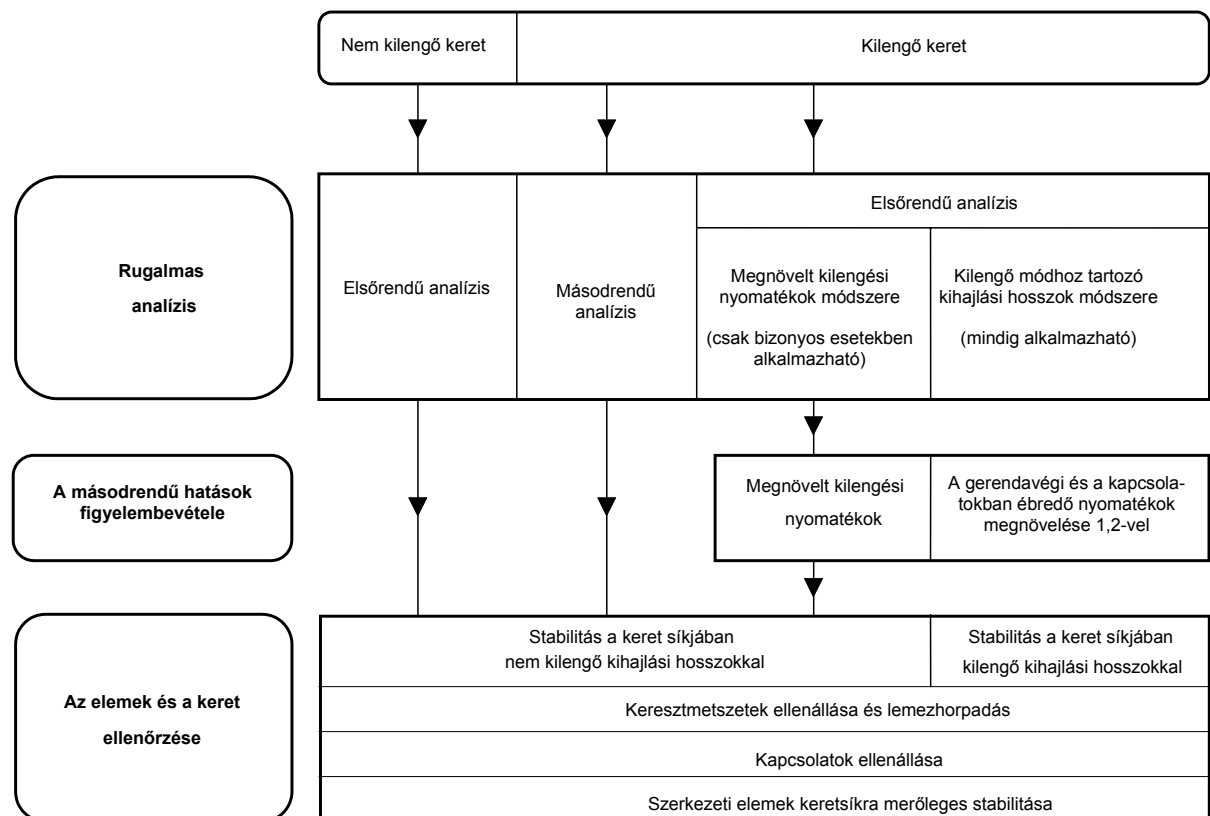 Nem kilengő keret
Kilengő keret
Rugalmas
analízis
Elsőrendű analízis
Másodrendű
analízis
Elsőrendű analízis
Megnövelt kilengési
nyomatékok módszere
(csak bizonyos esetekben
alkalmazható)
Kilengő módhoz tartozó
kihajlási hosszok módszere
(mindig alkalmazható)
A másodrendű hatások
figyelembevétele
Megnövelt kilengési
nyomatékok
A gerendavégi és a kapcsola-
tokban ébredő nyomatékok
megnövelése 1,2-vel
Az elemek és a keret
ellenőrzése
Stabilitás a keret síkjában
nem kilengő kihajlási hosszokkal
Stabilitás a keret síkjában
kilengő kihajlási hosszokkal
Keresztmetszetek ellenállása és lemezhorpadás
Kapcsolatok ellenállása
Szerkezeti elemek keretsíkra merőleges stabilitása